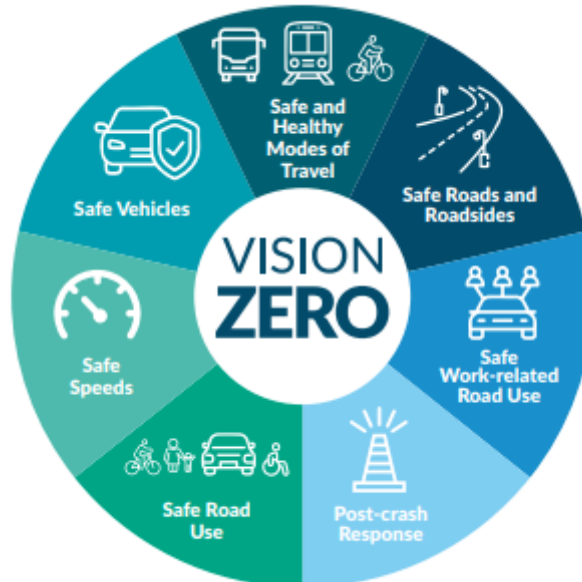 Safe and
Healthy
Modes of
Travel
Safe Roads and
Roadsides
Safe
Work-related
Road Use
Post-crash
Response
Safe Road
Use
Safe
Speeds
Safe Vehicles
VISION
ZERO